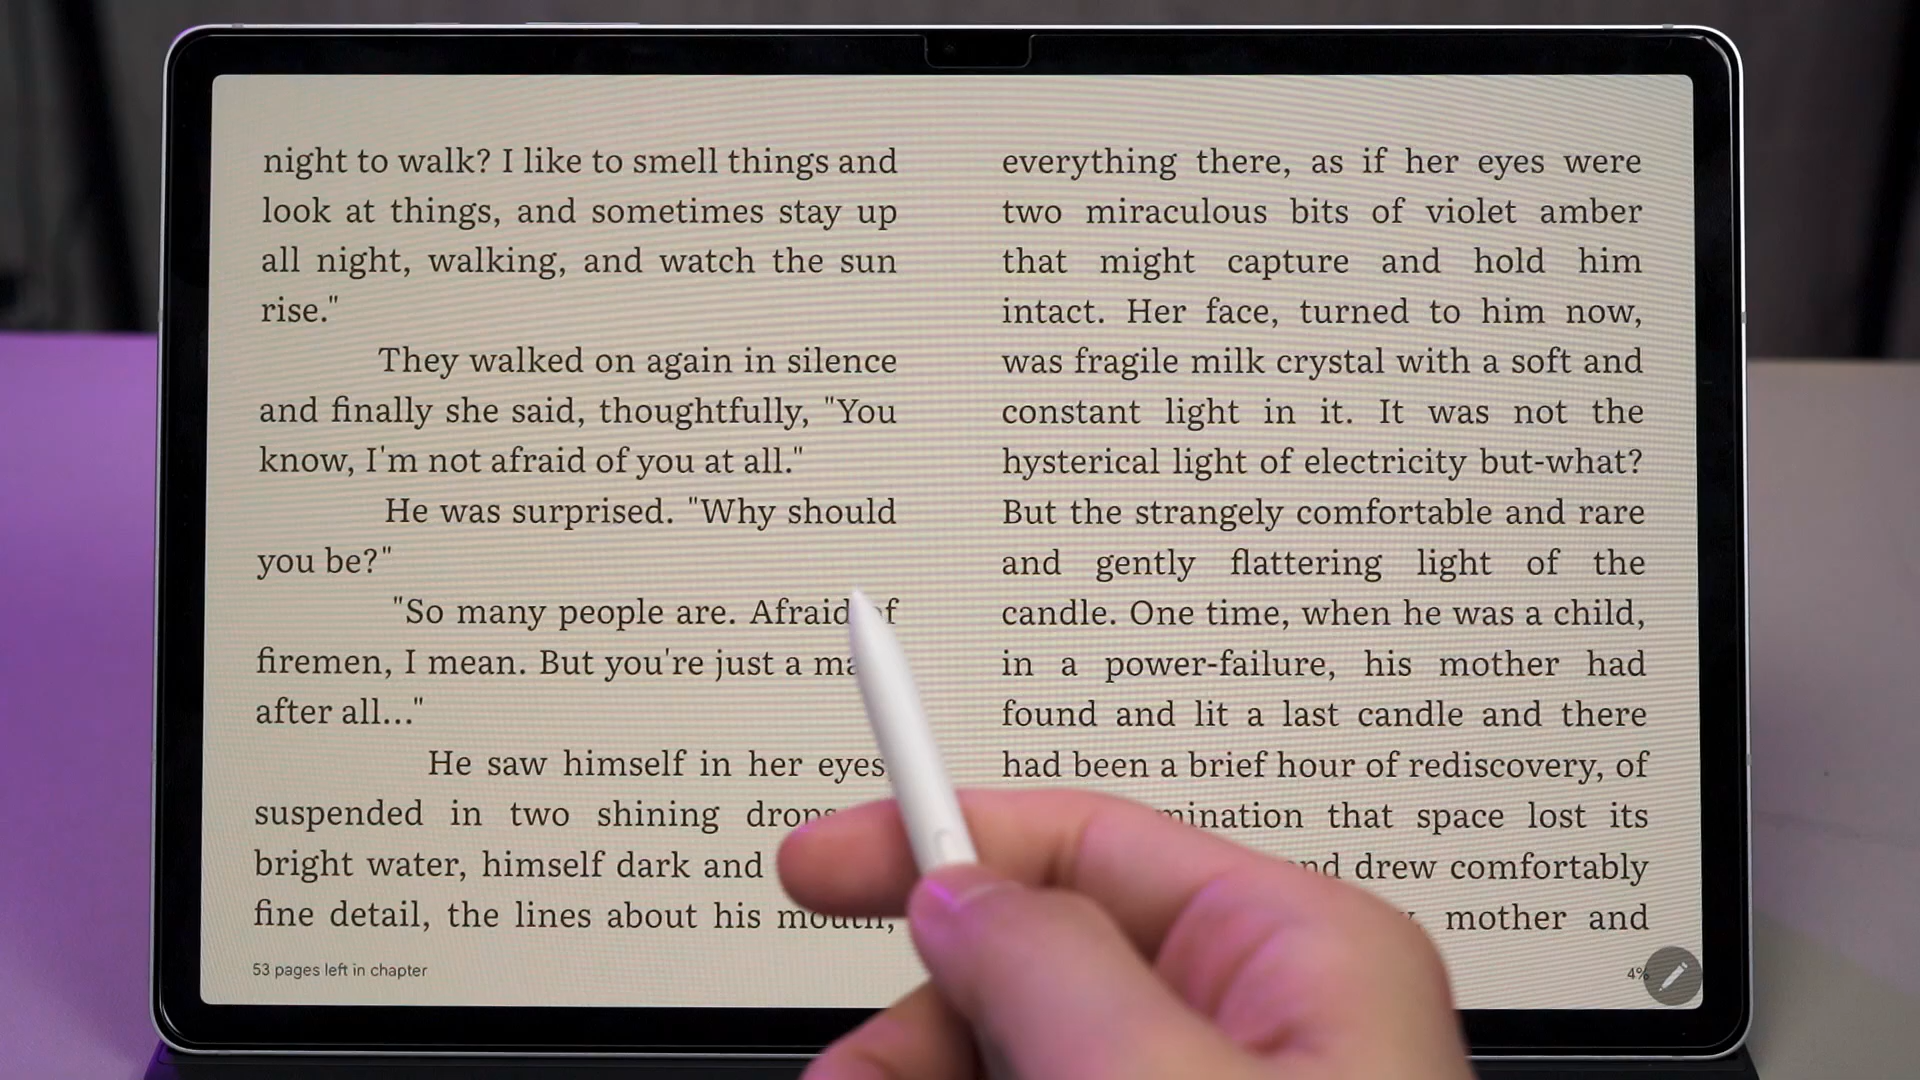 night to walk? I like to smell things and
look at things, and sometimes stay up
all night, walking, and watch the sun
rise."
They walked on again in silence
and finally she said, thoughtfully, "You
know, I'm not afraid of you at all."
He was surprised. "Why should
you be?"
"So many people are. Afraid
firemen, I mean. But you're just a
after all..."
He saw himself in her eyes,
suspended in two shining drops
bright water, himself dark and
fine detail, the lines about his mouth,
53 pages left in chapter
everything there, as if her eyes were
two miraculous bits of violet amber
that might capture and hold him
intact. Her face, turned to him now,
was fragile milk crystal with a soft and
constant light in it. It was not the
hysterical light of electricity but-what?
But the strangely comfortable and rare
and gently flattering light of the
candle. One time, when he was a child,
in a power-failure, his mother had
found and lit a last candle and there
had been a brief hour of rediscovery, of
that space lost its
drew comfortably
mother and
4%